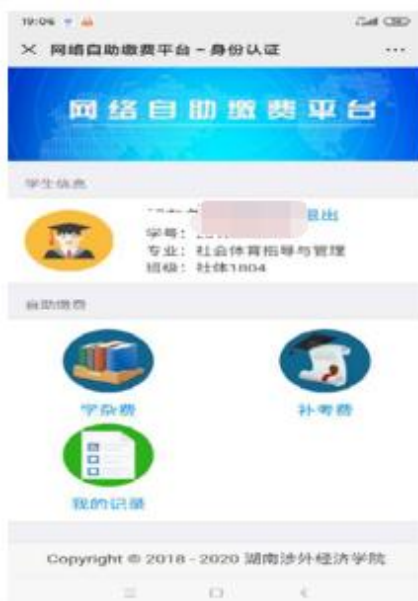 19:06
网络自助缴费平台 - 身份认证
网络自助缴费平台
学生信息
退出
学号：
专业：社会体育指导与管理
班级：社体1804
自助缴费
学杂费
补考费
我的记录
Copyright © 2018 - 2020 湖南涉外经济学院